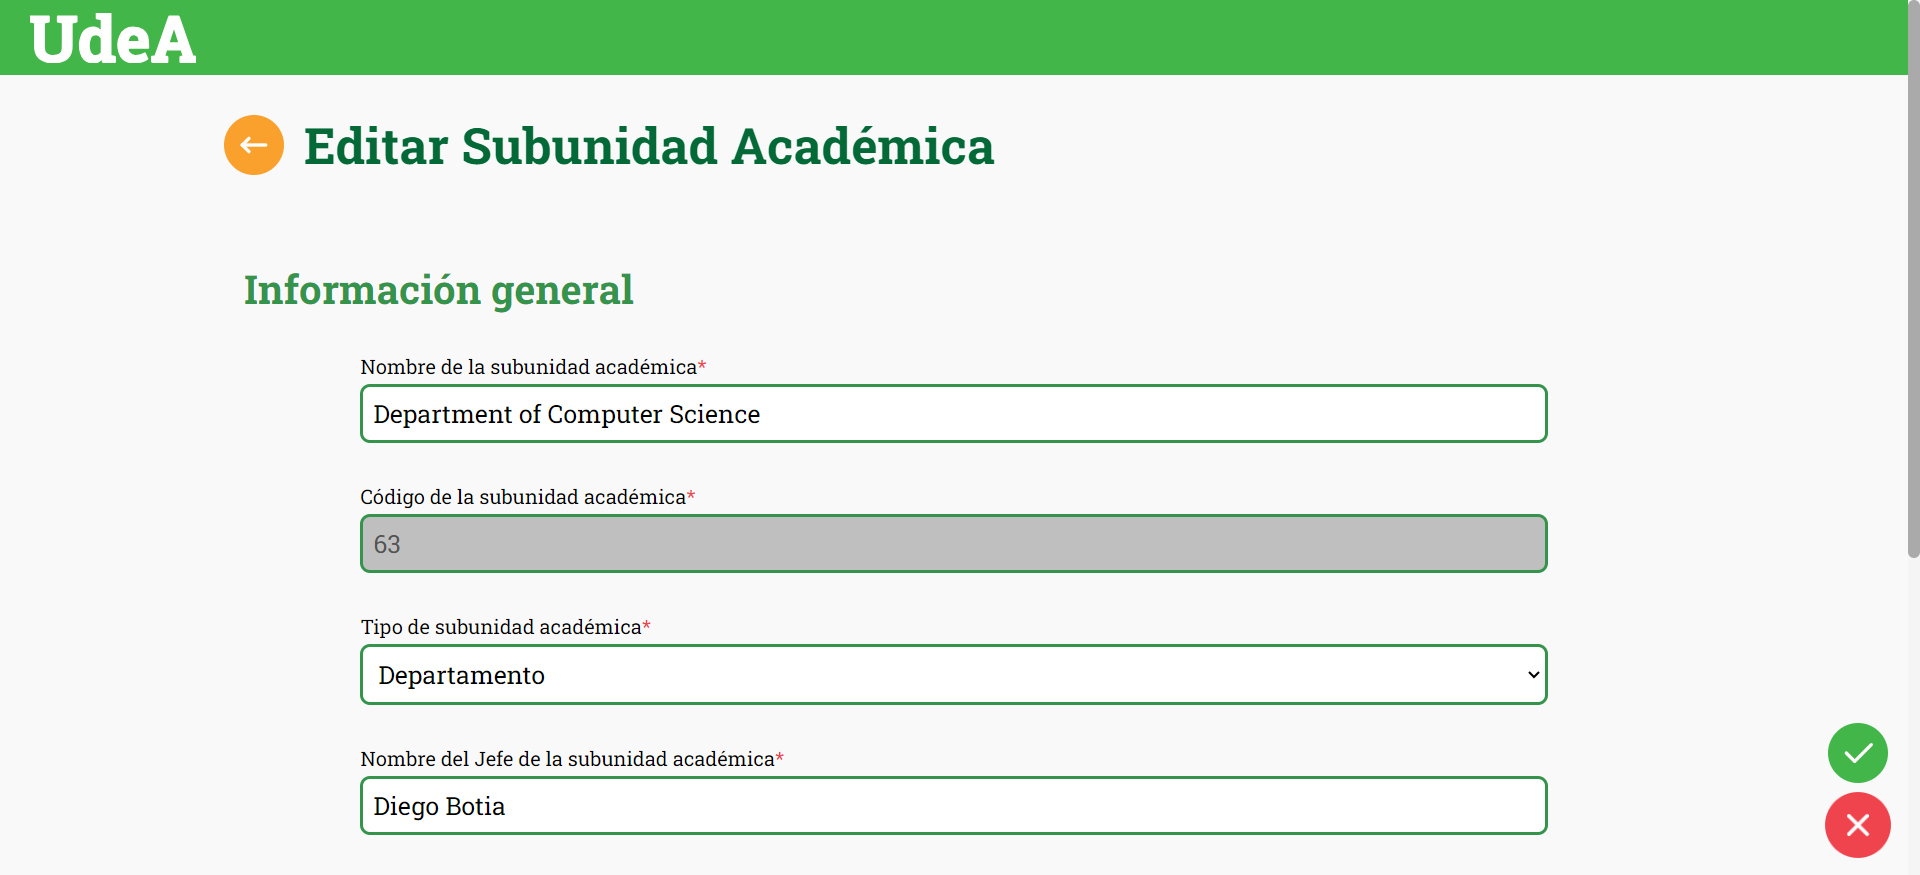 UdeA
Editar Subunidad Académica
Información general
Nombre de la subunidad académica*
Department of Computer Science
Código de la subunidad académica*
63
Tipo de subunidad académica*
Departamento
Nombre del Jefe de la subunidad académica*
Diego Botia